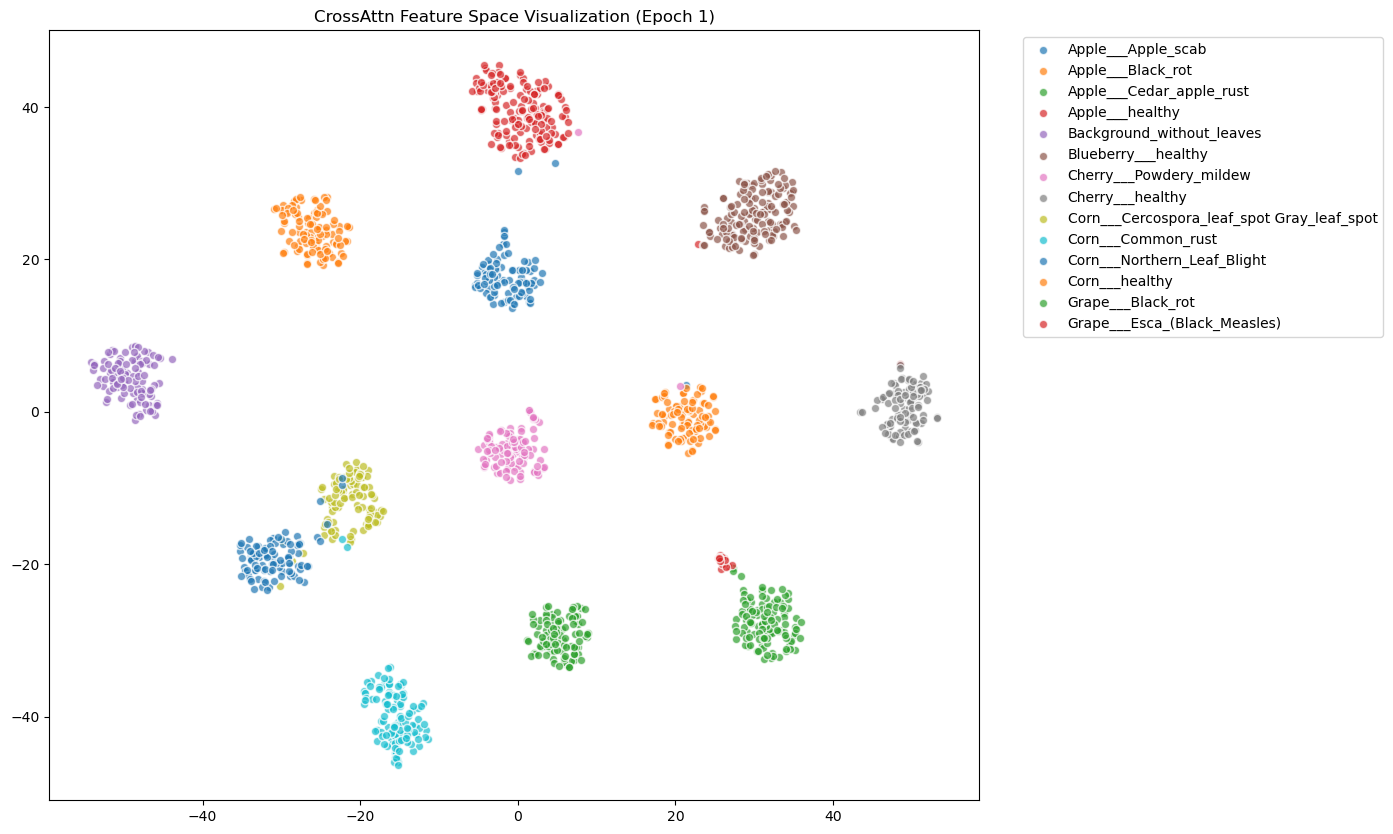 CrossAttn Feature Space Visualization (Epoch 1)
40
20
0
−20
−40
−40
−20
0
20
40
Apple___Apple_scab
Apple___Black_rot
Apple___Cedar_apple_rust
Apple___healthy
Background_without_leaves
Blueberry___healthy
Cherry___Powdery_mildew
Cherry___healthy
Corn___Cercospora_leaf_spot Gray_leaf_spot
Corn___Common_rust
Corn___Northern_Leaf_Blight
Corn___healthy
Grape___Black_rot
Grape___Esca_(Black_Measles)